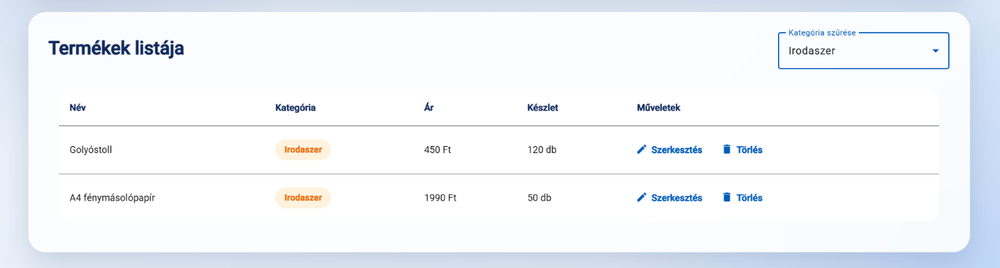 Kategória szűrése
Termékek listája
Irodaszer
Név Kategória Ár Készlet Műveletek
Golyóstoll Irodaszer 450 Ft 120 db Szerkesztés Törlés
A4 fénymásolópapír Irodaszer 1990 Ft 50 db Szerkesztés Törlés